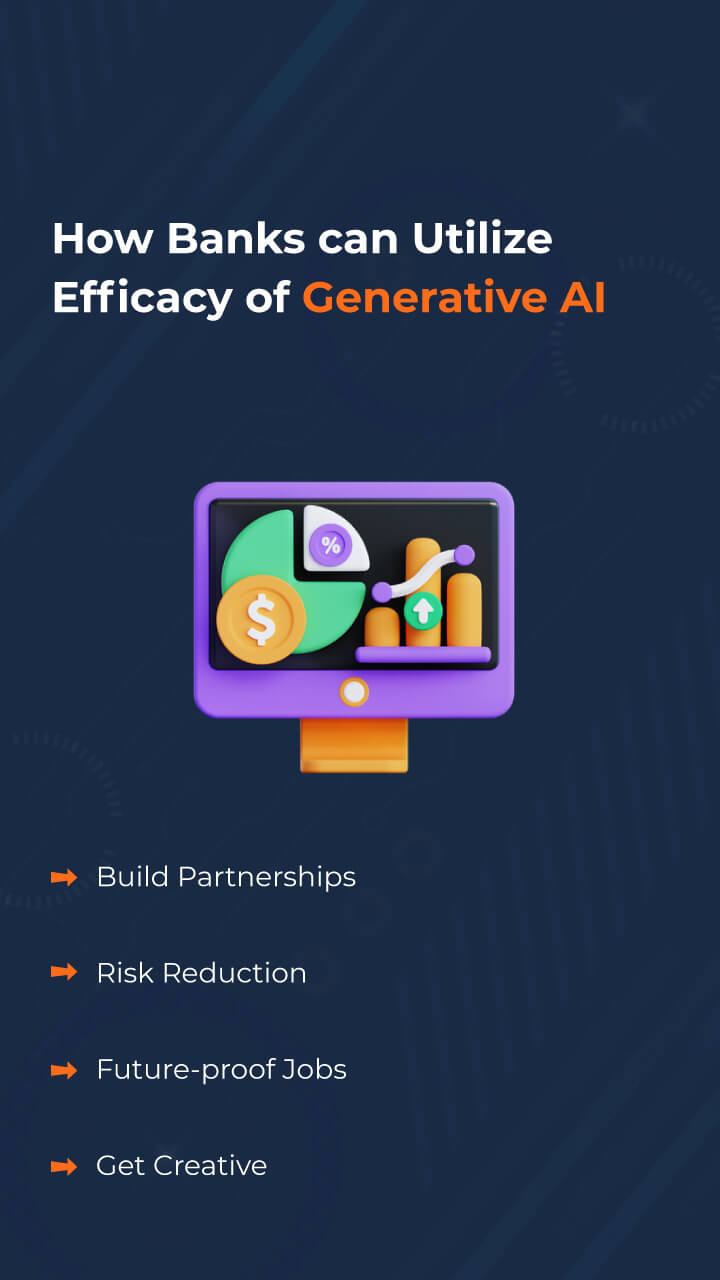 How Banks can Utilize
Efficacy of Generative AI
%
$
Build Partnerships
Risk Reduction
Future-proof Jobs
Get Creative